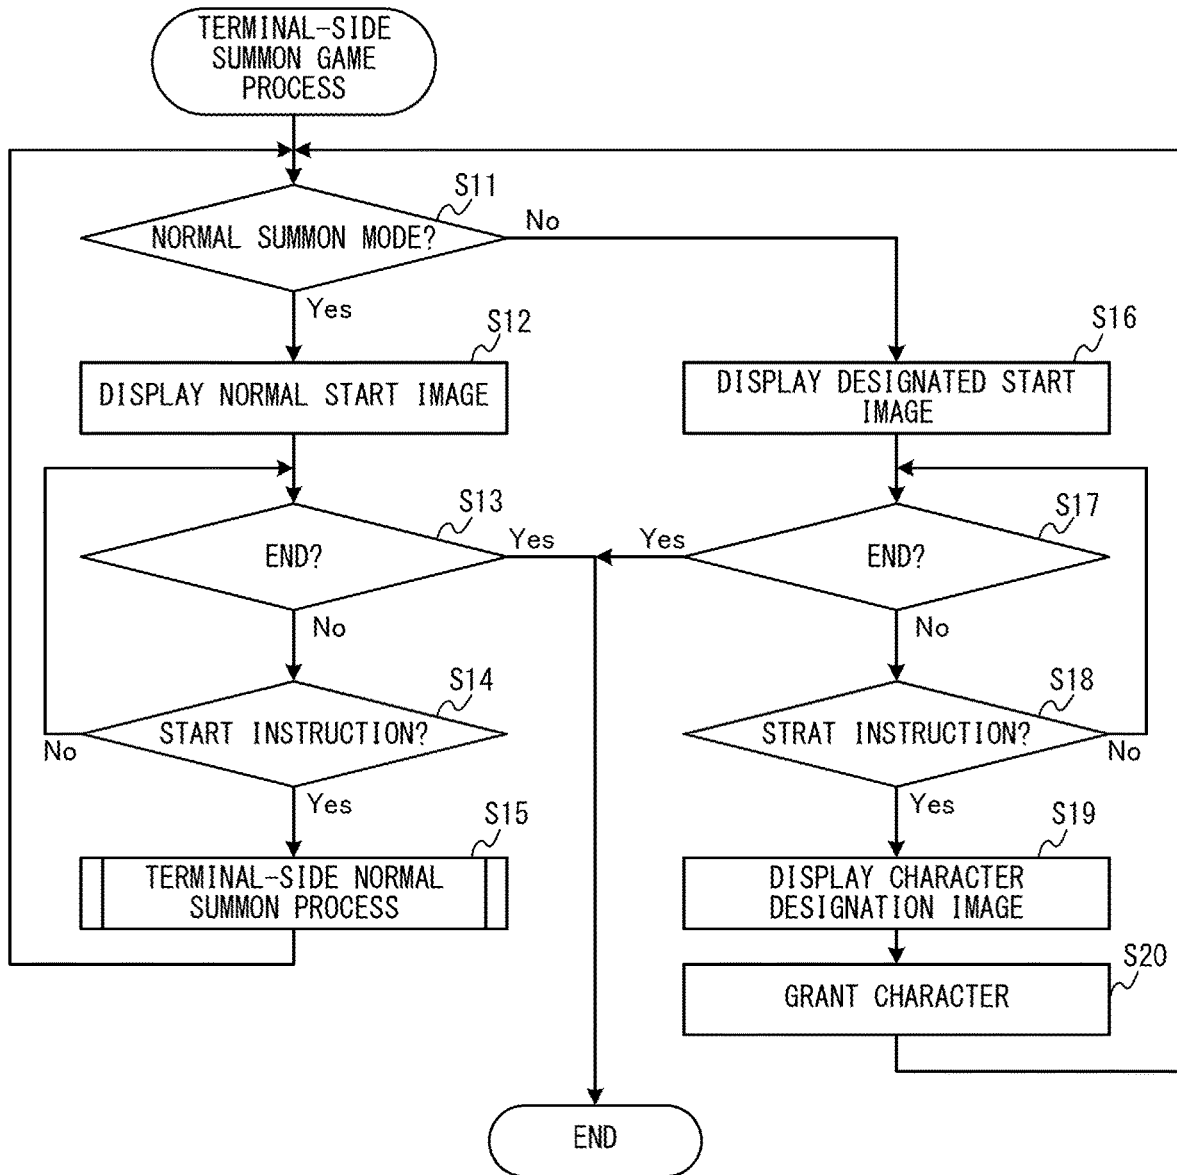 TERMINAL-SIDE
SUMMON GAME
PROCESS
S11
NORMAL SUMMON MODE?
No
Yes
S12
DISPLAY NORMAL START IMAGE
S16
DISPLAY DESIGNATED START
IMAGE
S13
END?
Yes
No
S17
END?
Yes
No
S14
START INSTRUCTION?
No
Yes
S18
STRAT INSTRUCTION?
No
Yes
S15
TERMINAL-SIDE NORMAL
SUMMON PROCESS
S19
DISPLAY CHARACTER
DESIGNATION IMAGE
S20
GRANT CHARACTER
END